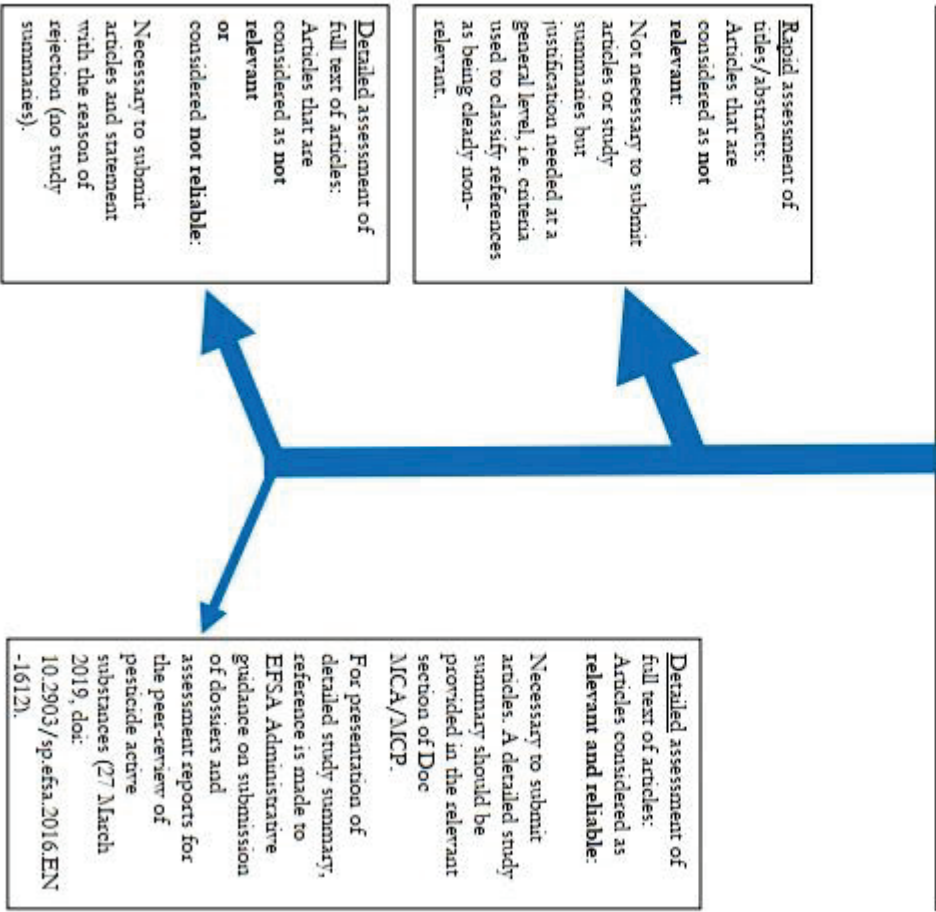 Rapid assessment of
titles/abstracts:
Articles that are
considered as not
relevant:
Not necessary to submit
articles or study
summaries but
justification needed at a
general level, i.e. criteria
used to classify references
as being clearly non-
relevant.
Detailed assessment of
full text of articles:
Articles that are
considered as not
relevant
or
considered not reliable:
Necessary to submit
articles and statement
with the reason of
rejection (no study
summaries).
Detailed assessment of
full text of articles:
Articles considered as
relevant and reliable:
Necessary to submit
articles. A detailed study
summary should be
provided in the relevant
section of Doc
MCA/MCP.
For presentation of
detailed study summary,
reference is made to
EFSA Administrative
guidance on submission
of dossiers and
assessment reports for
the peer-review of
pesticide active
substances (27 March
2019, doi:
10.2903/sp.efsa.2016.EN
-1612).